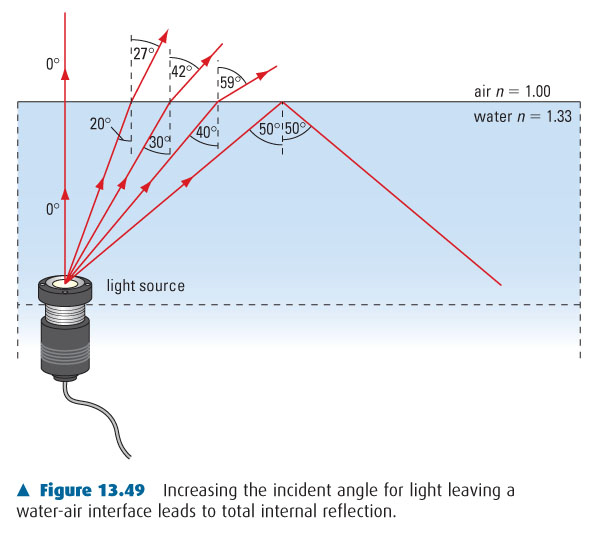 0°
27°
42°
59°
air n = 1.00
water n = 1.33
20°
30°
40°
50° 50°
0°
light source
▲ Figure 13.49 Increasing the incident angle for light leaving a
water-air interface leads to total internal reflection.